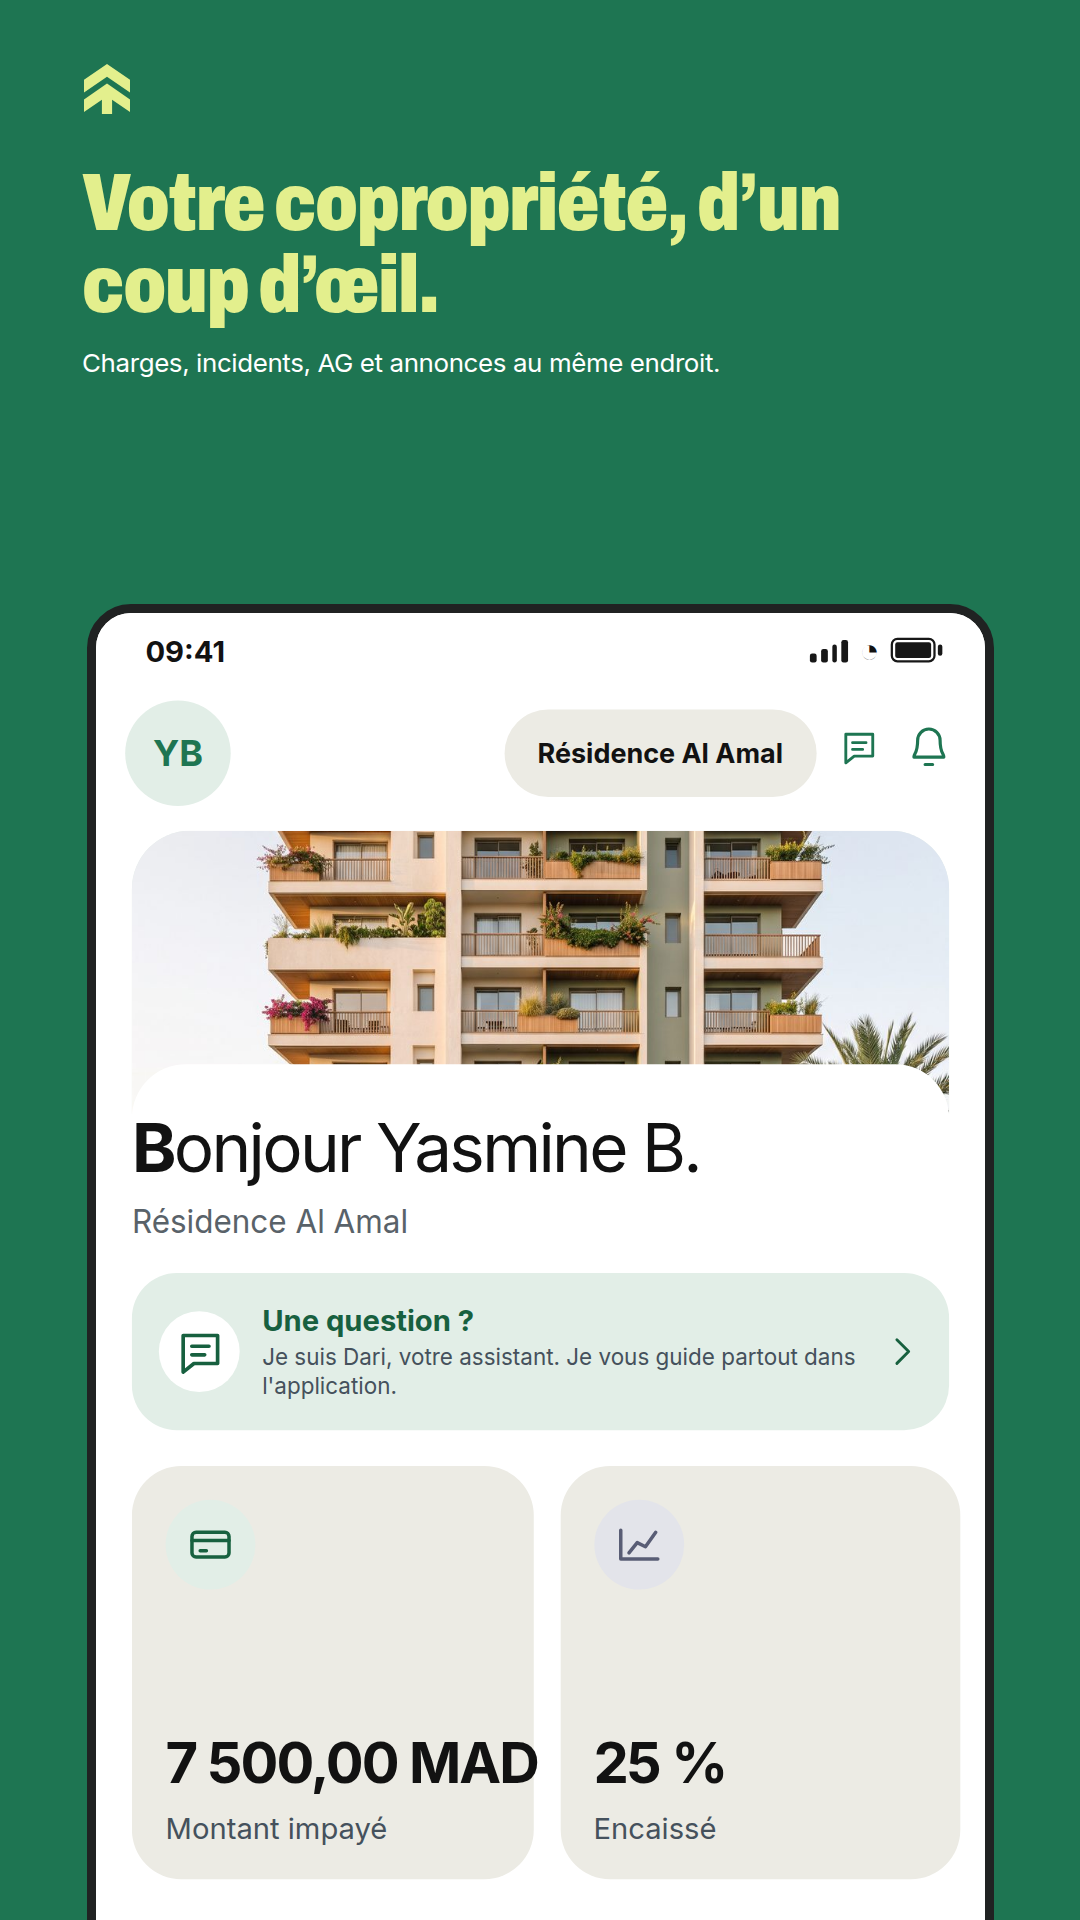 Votre copropriété, d’un
coup d’œil.
Charges, incidents, AG et annonces au même endroit.
09:41
YB
Résidence Al Amal
Bonjour Yasmine B.
Résidence Al Amal
Une question ?
Je suis Dari, votre assistant. Je vous guide partout dans
l'application.
7 500,00 MAD
Montant impayé
25 %
Encaissé